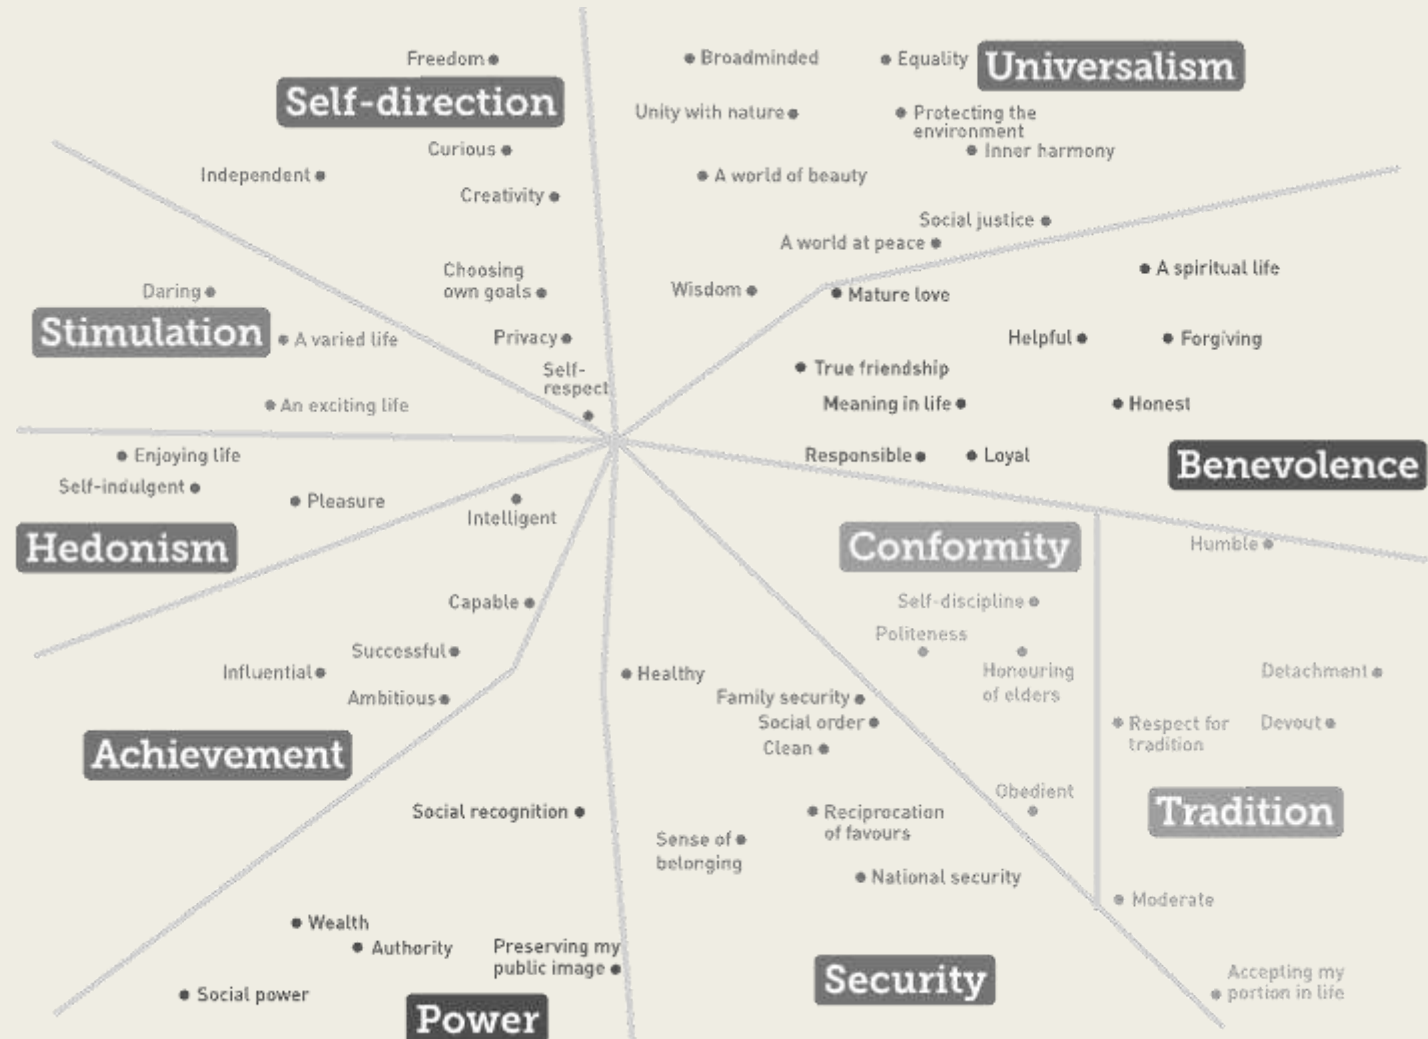 Freedom
Self-direction
Curious
Independent
Creativity
Choosing
own goals
Privacy
Self-
respect
Broadminded
Equality
Universalism
Unity with nature
Protecting the
environment
Inner harmony
A world of beauty
Social justice
A world at peace
Wisdom
A spiritual life
Mature love
Helpful
Forgiving
True friendship
Meaning in life
Honest
Responsible
Loyal
Benevolence
Daring
Stimulation
A varied life
An exciting life
Enjoying life
Self-indulgent
Pleasure
Hedonism
Intelligent
Capable
Successful
Influential
Ambitious
Achievement
Social recognition
Wealth
Authority
Preserving my
public image
Social power
Power
Healthy
Family security
Social order
Clean
Reciprocation
of favours
Sense of
belonging
National security
Security
Conformity
Self-discipline
Politeness
Honouring
of elders
Obedient
Humble
Detachment
Respect for
tradition
Devout
Tradition
Moderate
Accepting my
portion in life